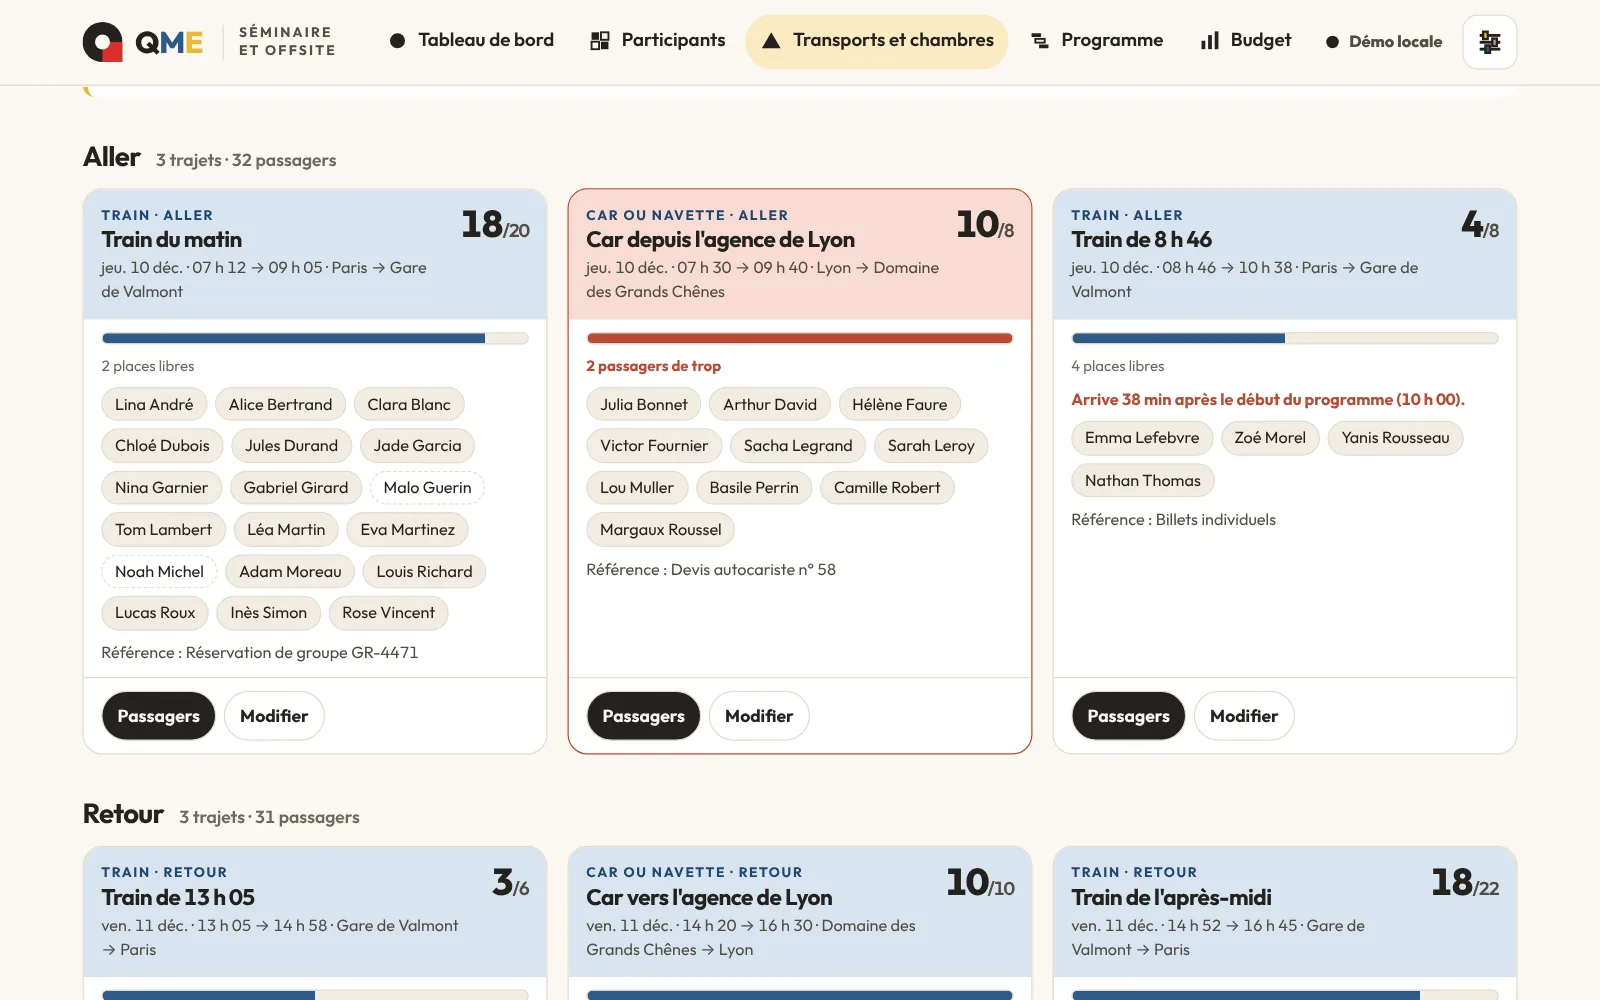 QME
SÉMINAIRE
ET OFFSITE
Tableau de bord
Participants
Transports et chambres
Programme
Budget
Démo locale
Aller
3 trajets · 32 passagers
TRAIN · ALLER
Train du matin
18/20
jeu. 10 déc. · 07 h 12 → 09 h 05 · Paris → Gare
de Valmont
2 places libres
Lina André
Alice Bertrand
Clara Blanc
Chloé Dubois
Jules Durand
Jade Garcia
Nina Garnier
Gabriel Girard
Malo Guerin
Tom Lambert
Léa Martin
Eva Martinez
Noah Michel
Adam Moreau
Louis Richard
Lucas Roux
Inès Simon
Rose Vincent
Référence : Réservation de groupe GR-4471
Passagers
Modifier
CAR OU NAVETTE · ALLER
Car depuis l'agence de Lyon
10/8
jeu. 10 déc. · 07 h 30 → 09 h 40 · Lyon → Domaine
des Grands Chênes
2 passagers de trop
Julia Bonnet
Arthur David
Hélène Faure
Victor Fournier
Sacha Legrand
Sarah Leroy
Lou Muller
Basile Perrin
Camille Robert
Margaux Roussel
Référence : Devis autocariste n° 58
Passagers
Modifier
TRAIN · ALLER
Train de 8 h 46
4/8
jeu. 10 déc. · 08 h 46 → 10 h 38 · Paris → Gare de
Valmont
4 places libres
Arrive 38 min après le début du programme (10 h 00).
Emma Lefebvre
Zoé Morel
Yanis Rousseau
Nathan Thomas
Référence : Billets individuels
Passagers
Modifier
Retour
3 trajets · 31 passagers
TRAIN · RETOUR
Train de 13 h 05
3/6
ven. 11 déc. · 13 h 05 → 14 h 58 · Gare de Valmont
→ Paris
CAR OU NAVETTE · RETOUR
Car vers l'agence de Lyon
10/10
ven. 11 déc. · 14 h 20 → 16 h 30 · Domaine des
Grands Chênes → Lyon
TRAIN · RETOUR
Train de l'après-midi
18/22
ven. 11 déc. · 14 h 52 → 16 h 45 · Gare de
Valmont → Paris